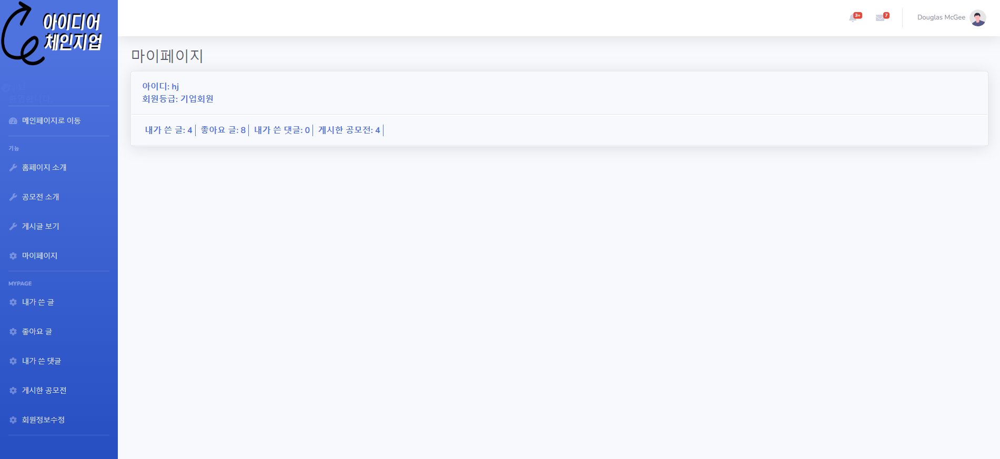 아이디어
체인지업
메인페이지로 이동
기능
홈페이지 소개
공모전 소개
게시글 보기
마이페이지
MYPAGE
내가 쓴 글
좋아요 글
내가 쓴 댓글
게시한 공모전
회원정보수정
3+
7
Douglas McGee
마이페이지
아이디: hj
회원등급: 기업회원
내가 쓴 글: 4 | 좋아요 글: 8 | 내가 쓴 댓글: 0 | 게시한 공모전: 4 |